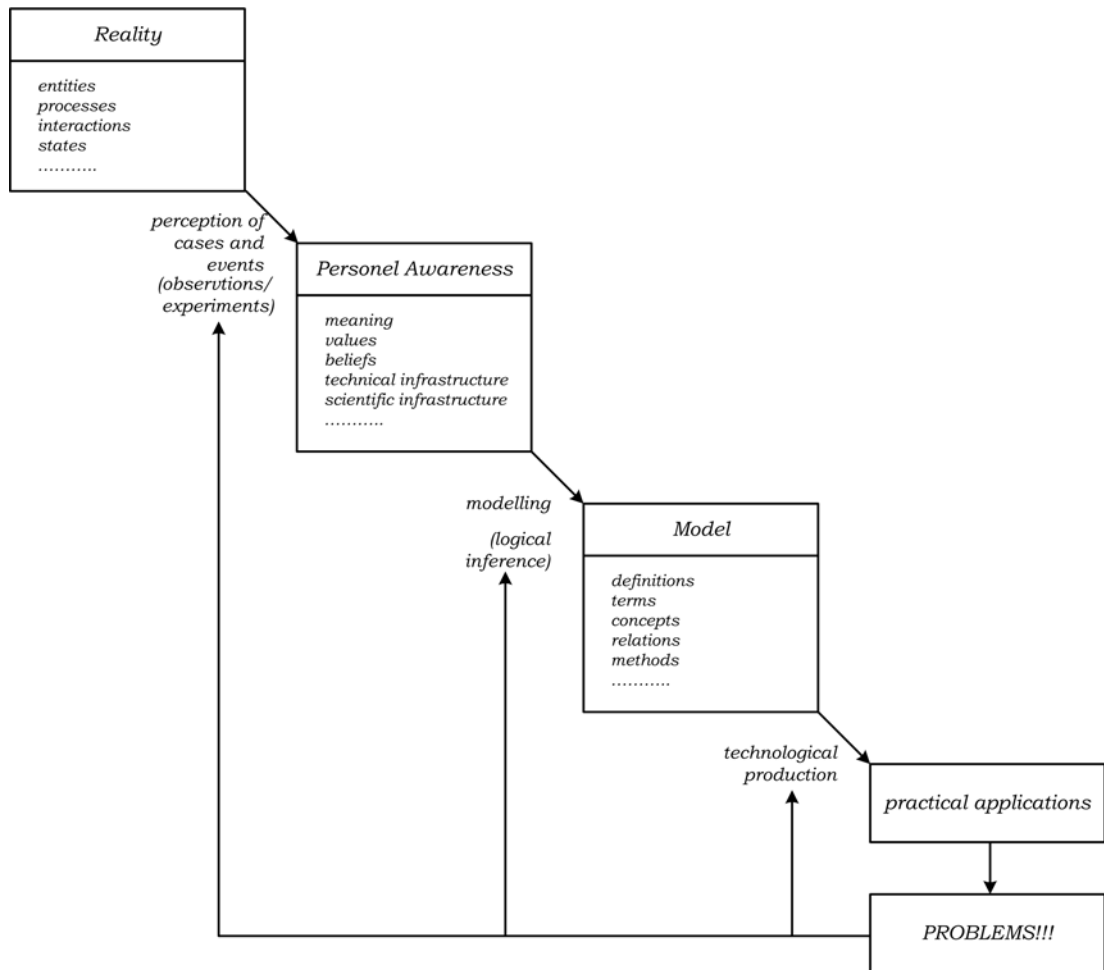 Reality
entities
processes
interactions
states
...........
perception of
cases and
events
(observtions/
experiments)
Personel Awareness
meaning
values
beliefs
technical infrastructure
scientific infrastructure
...........
modelling
(logical
inference)
Model
definitions
terms
concepts
relations
methods
...........
technological
production
practical applications
PROBLEMS!!!